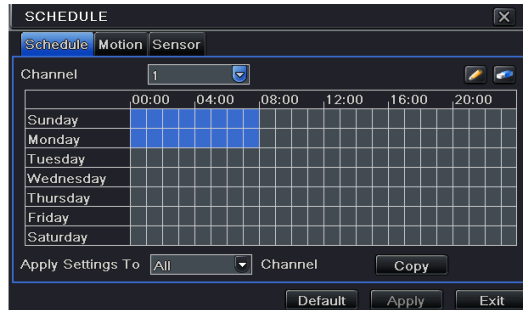 SCHEDULE
Schedule Motion Sensor
Channel 1
00:00 04:00 08:00 12:00 16:00 20:00
Sunday
Monday
Tuesday
Wednesday
Thursday
Friday
Saturday
Apply Settings To All Channel Copy
Default Apply Exit